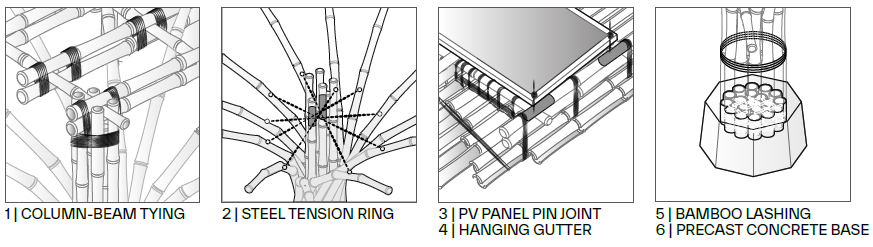 1 | COLUMN-BEAM TYING
2 | STEEL TENSION RING
3 | PV PANEL PIN JOINT
4 | HANGING GUTTER
5 | BAMBOO LASHING
6 | PRECAST CONCRETE BASE